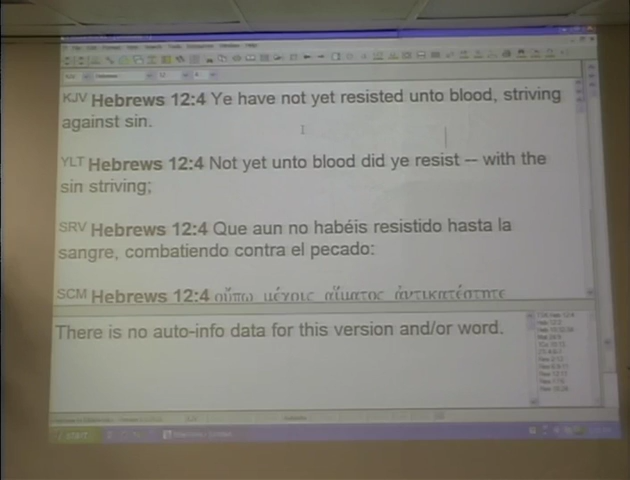 KJV Hebrews 12:4 Ye have not yet resisted unto blood, striving
against sin.
YLT Hebrews 12:4 Not yet unto blood did ye resist -- with the
sin striving;
SRV Hebrews 12:4 Que aun no habéis resistido hasta la
sangre, combatiendo contra el pecado:
SCM Hebrews 12:4 οὔπω μέχρις αἵματος ἀντικατέστητε
There is no auto-info data for this version and/or word.
start